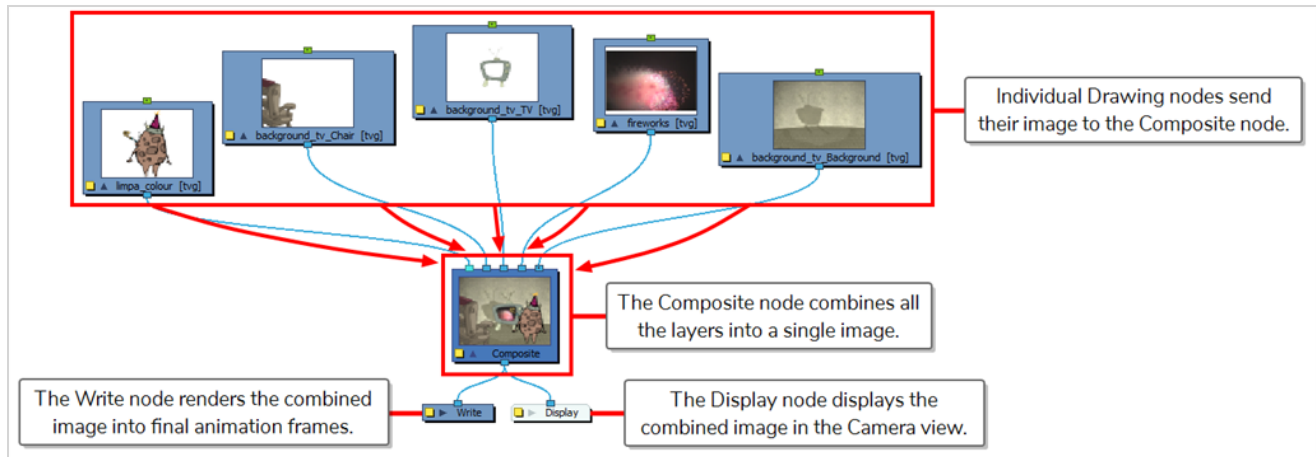 background_tv_TV [tvg]
fireworks [tvg]
background_tv_Chair [tvg]
background_tv_Background [tvg]
limpa_colour [tvg]
Individual Drawing nodes send
their image to the Composite node.
Composite
The Composite node combines all
the layers into a single image.
The Write node renders the combined
image into final animation frames.
Write
Display
The Display node displays the
combined image in the Camera view.